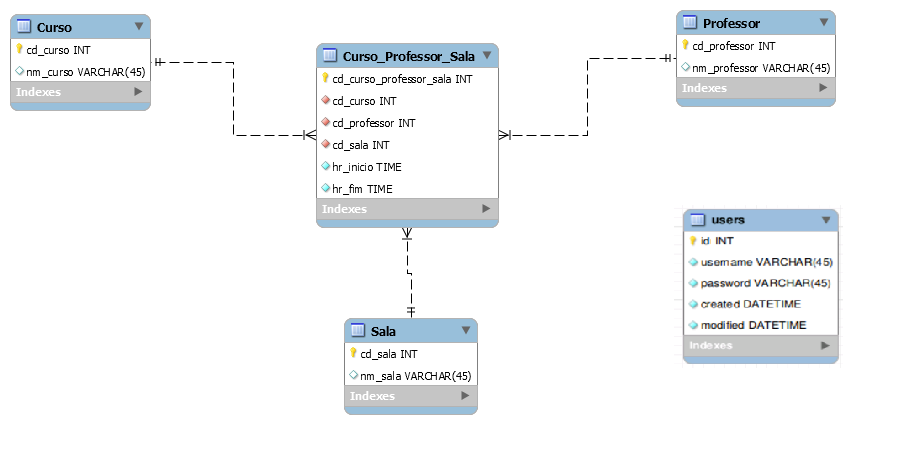 Curso
cd_curso INT
nm_curso VARCHAR(45)
Indexes
Curso_Professor_Sala
cd_curso_professor_sala INT
cd_curso INT
cd_professor INT
cd_sala INT
hr_inicio TIME
hr_fim TIME
Indexes
Professor
cd_professor INT
nm_professor VARCHAR(45)
Indexes
users
id INT
username VARCHAR(45)
password VARCHAR(45)
created DATETIME
modified DATETIME
Indexes
Sala
cd_sala INT
nm_sala VARCHAR(45)
Indexes